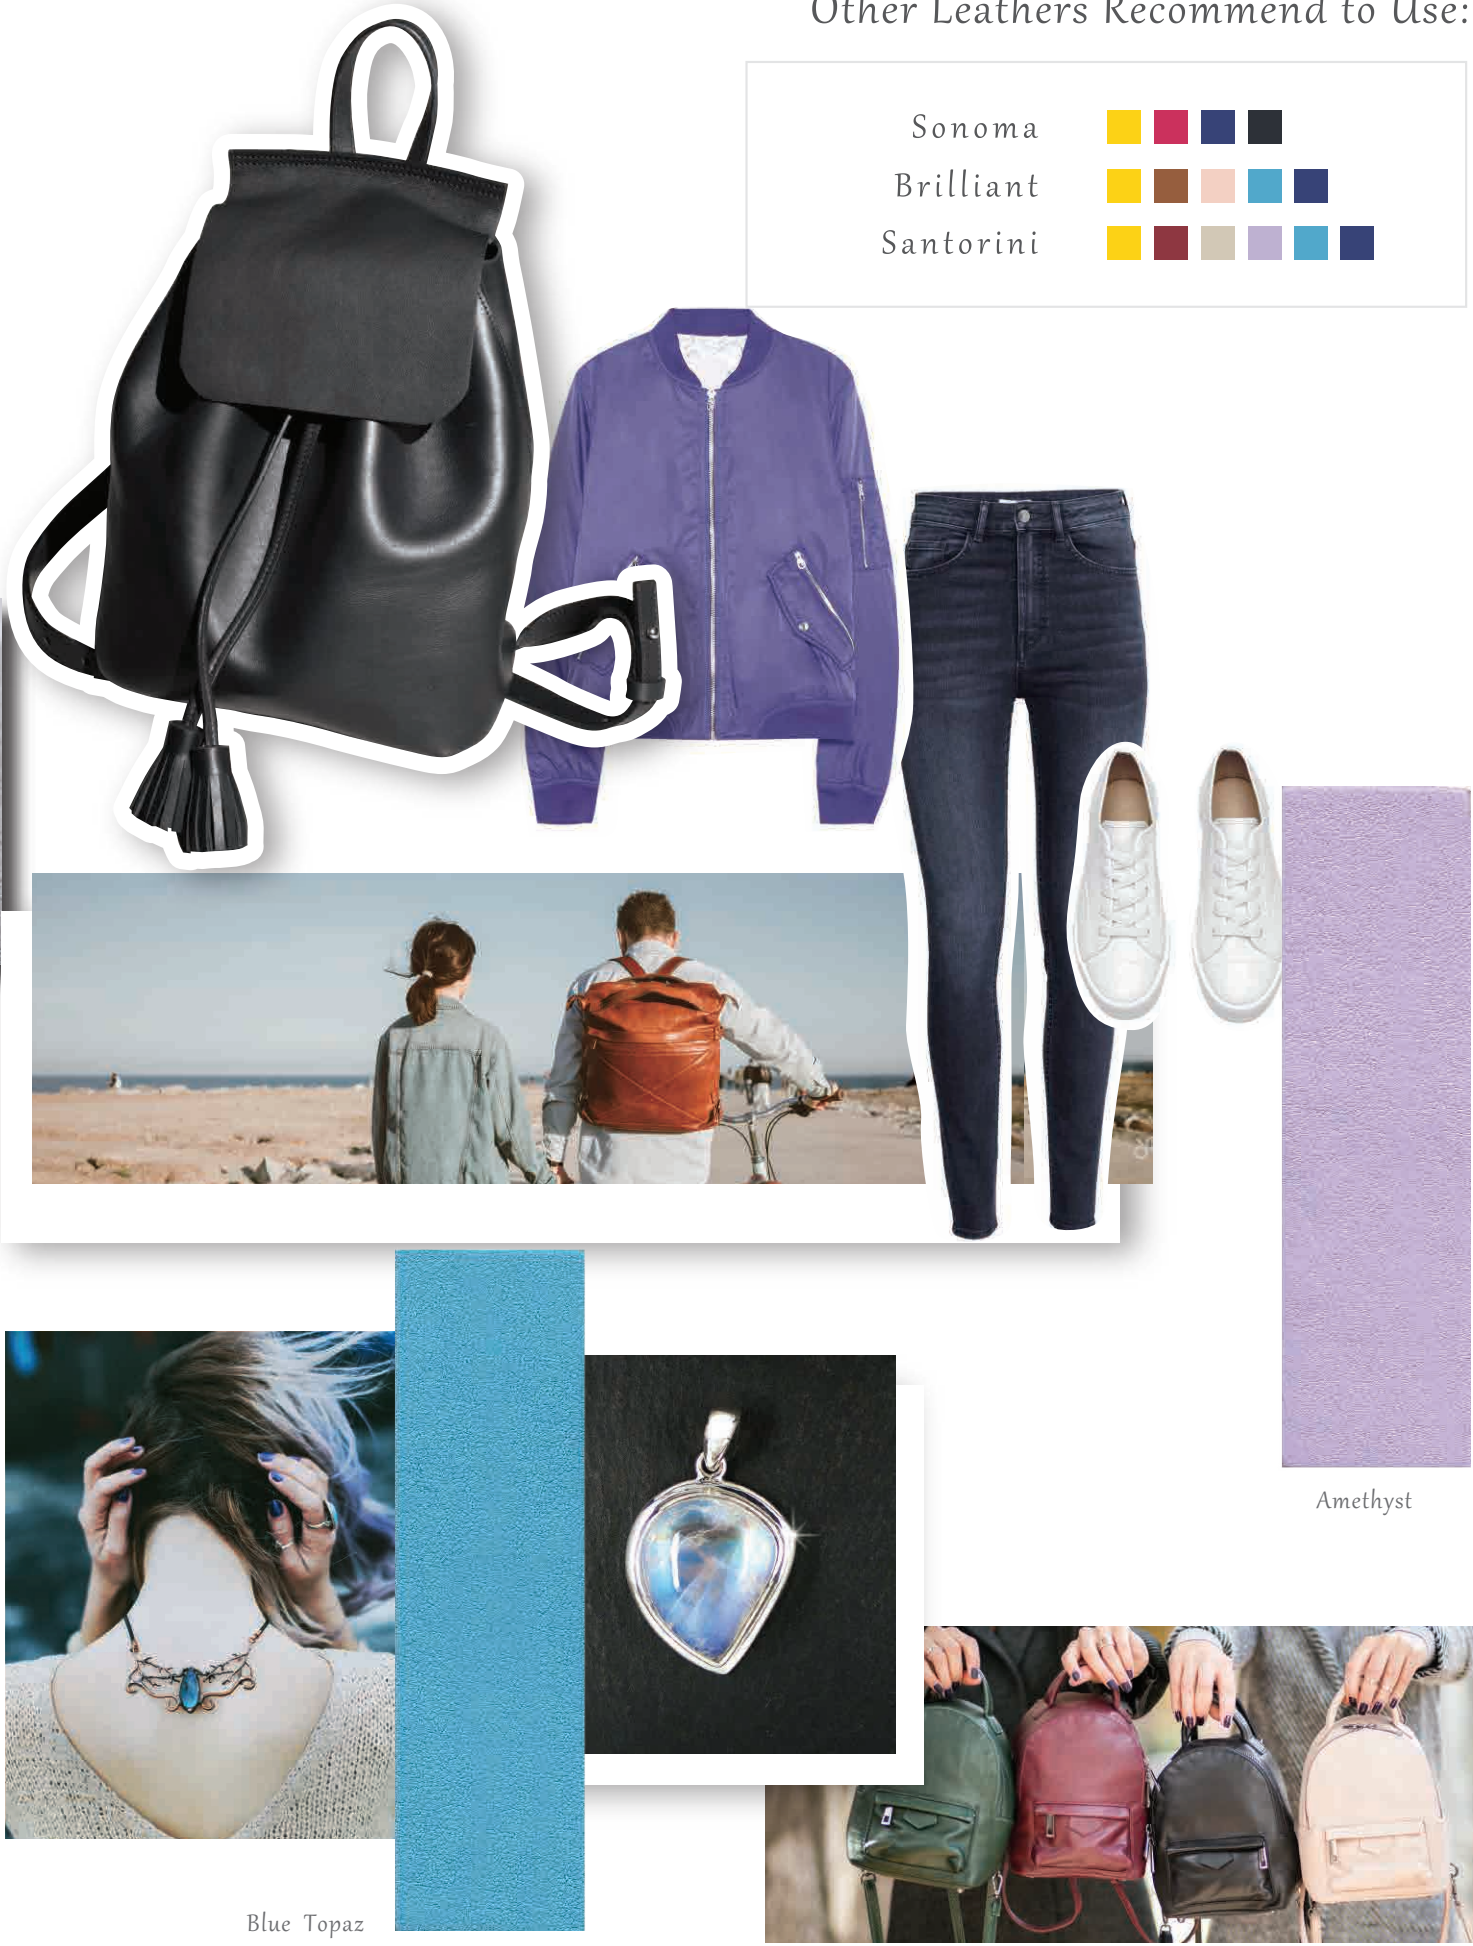 Other Leathers Recommend to Use:
Sonoma
Brilliant
Santorini
Amethyst
Blue Topaz